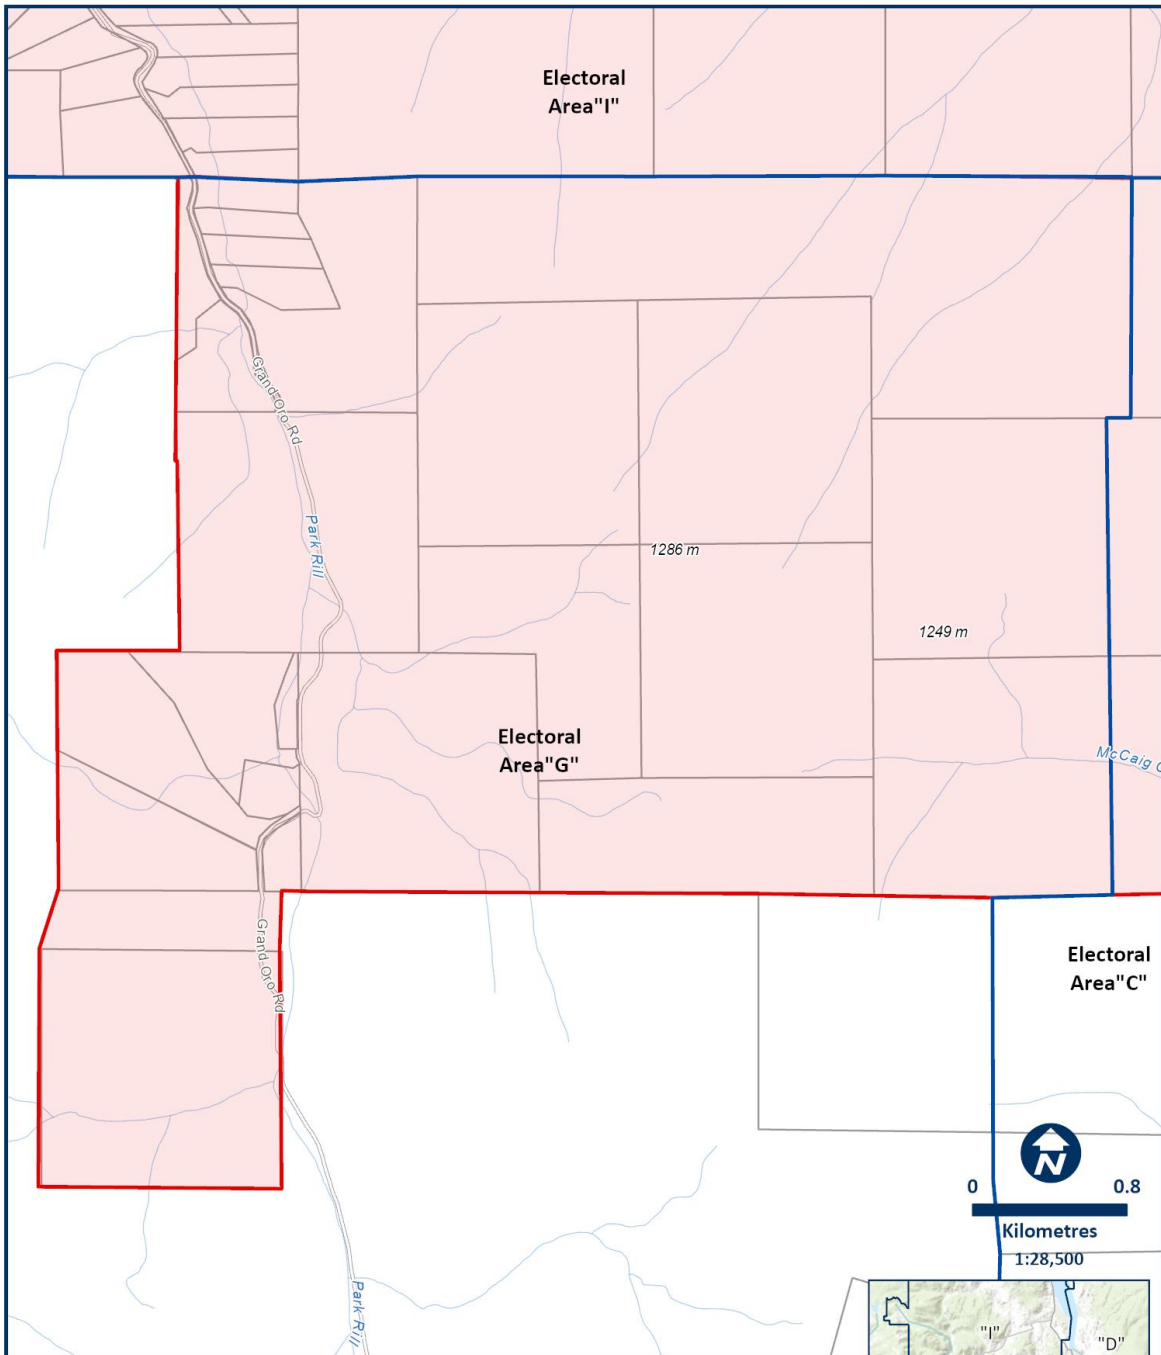 Electoral
Area"I"
Grand Oro Rd
Park Rill
1286 m
1249 m
Electoral
Area"G"
McCaig
Grand Oro Rd
Electoral
Area"C"
N
0 0.8
Kilometres
1:28,500
Park Rill
"I"
"D"